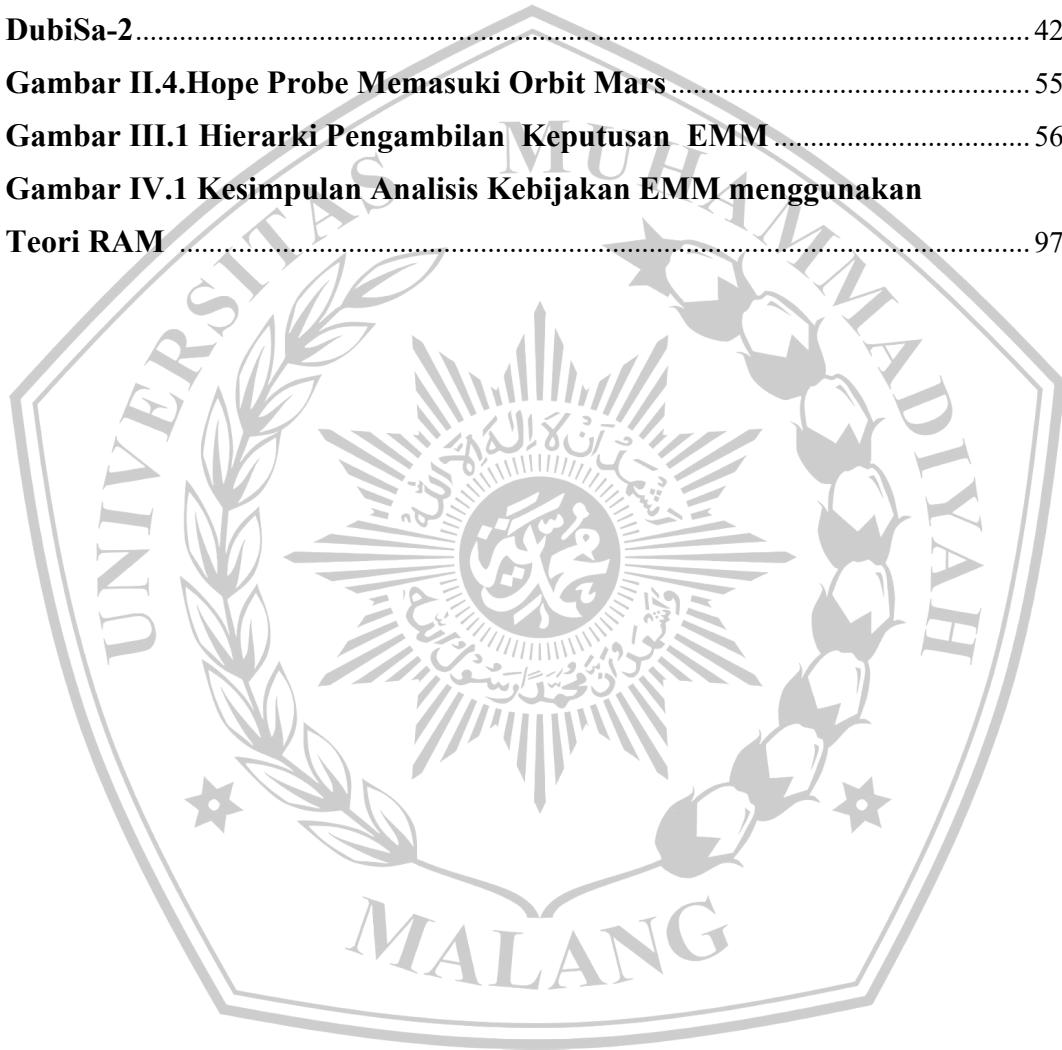 DubiSa-2.......................................................................................................................... 42
Gambar II.4.Hope Probe Memasuki Orbit Mars................................................ 55
Gambar III.1 Hierarki Pengambilan  Keputusan  EMM.................................. 56
Gambar IV.1 Kesimpulan Analisis Kebijakan EMM menggunakan
Teori RAM ..................................................................................................................... 97
UNIVERSITAS MUHAMMADIYAH
MALANG